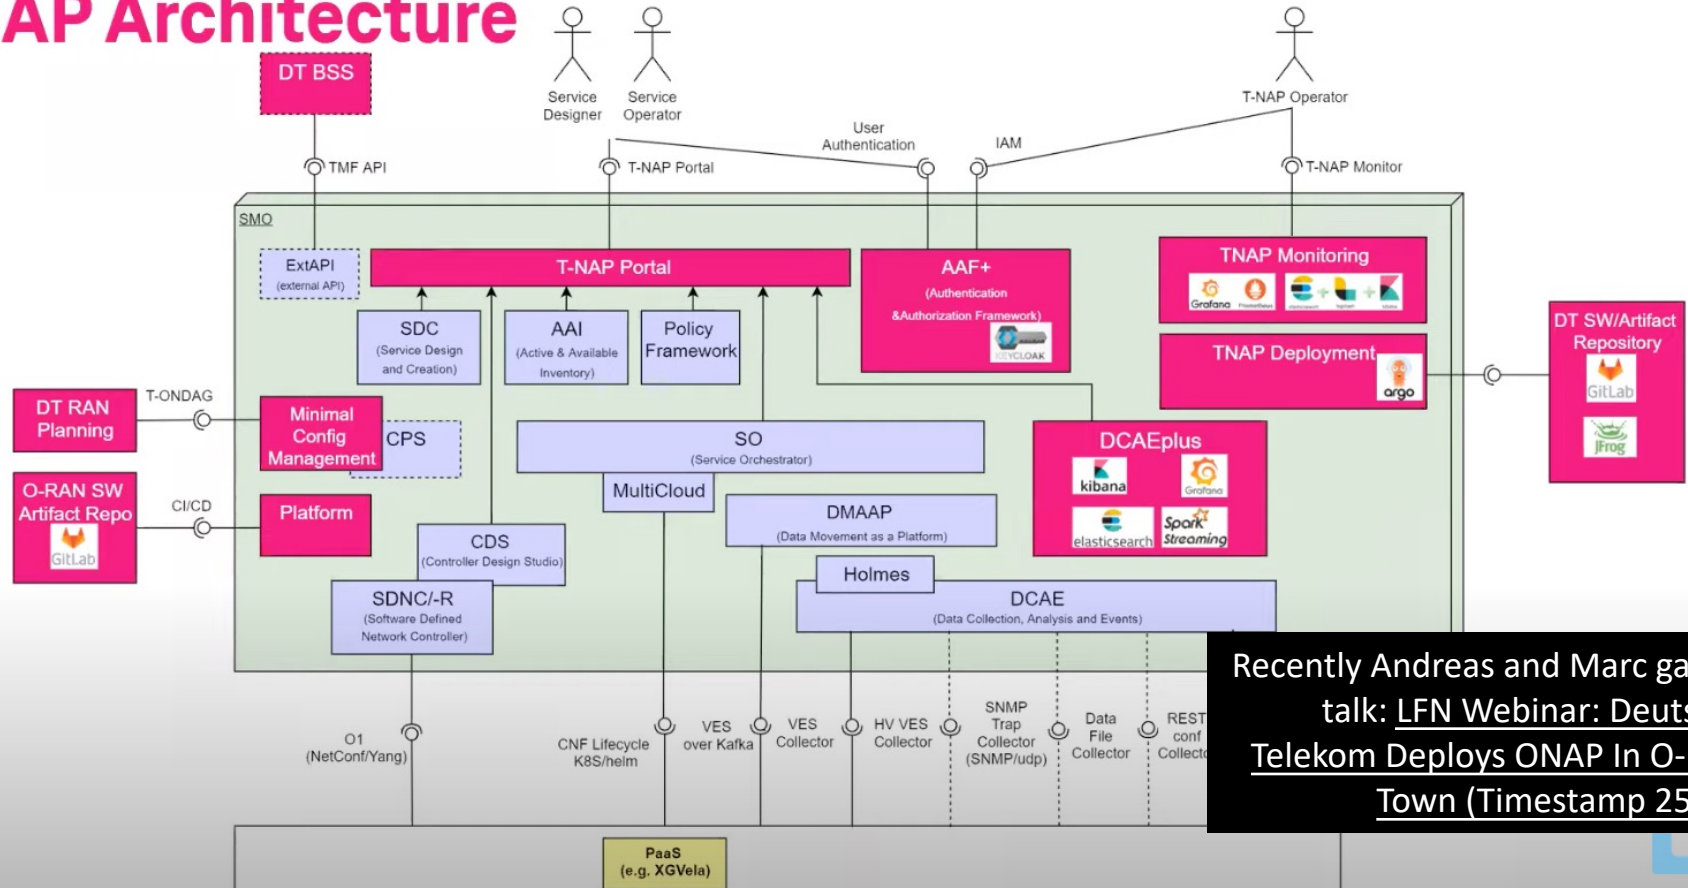 AP Architecture
DT BSS
Service
Designer
Service
Operator
T-NAP Operator
User
Authentication
IAM
TMF API
T-NAP Portal
T-NAP Monitor
SMO
ExtAPI
(external API)
T-NAP Portal
AAF+
(Authentication
&Authorization Framework)
KEYCLOAK
TNAP Monitoring
Grafana
TNAP Deployment
argo
DT SW/Artifact
Repository
GitLab
JFrog
SDC
(Service Design
and Creation)
AAI
(Active & Available
Inventory)
Policy
Framework
T-ONDAG
DT RAN
Planning
Minimal
Config
Management
CPS
SO
(Service Orchestrator)
MultiCloud
DCAEplus
kibana
Grafana
elasticsearch
Spark
Streaming
O-RAN SW
Artifact Repo
GitLab
CI/CD
Platform
DMAAP
(Data Movement as a Platform)
CDS
(Controller Design Studio)
Holmes
SDNC/-R
(Software Defined
Network Controller)
DCAE
(Data Collection, Analysis and Events)
O1
(NetConf/Yang)
CNF Lifecycle
K8S/helm
VES
over Kafka
VES
Collector
HV VES
Collector
SNMP
Trap
Collector
(SNMP/udp)
Data
File
Collector
REST
conf
Collecto
Recently Andreas and Marc ga
talk: LFN Webinar: Deuts
Telekom Deploys ONAP In O-
Town (Timestamp 25
PaaS
(e.g. XGVela)